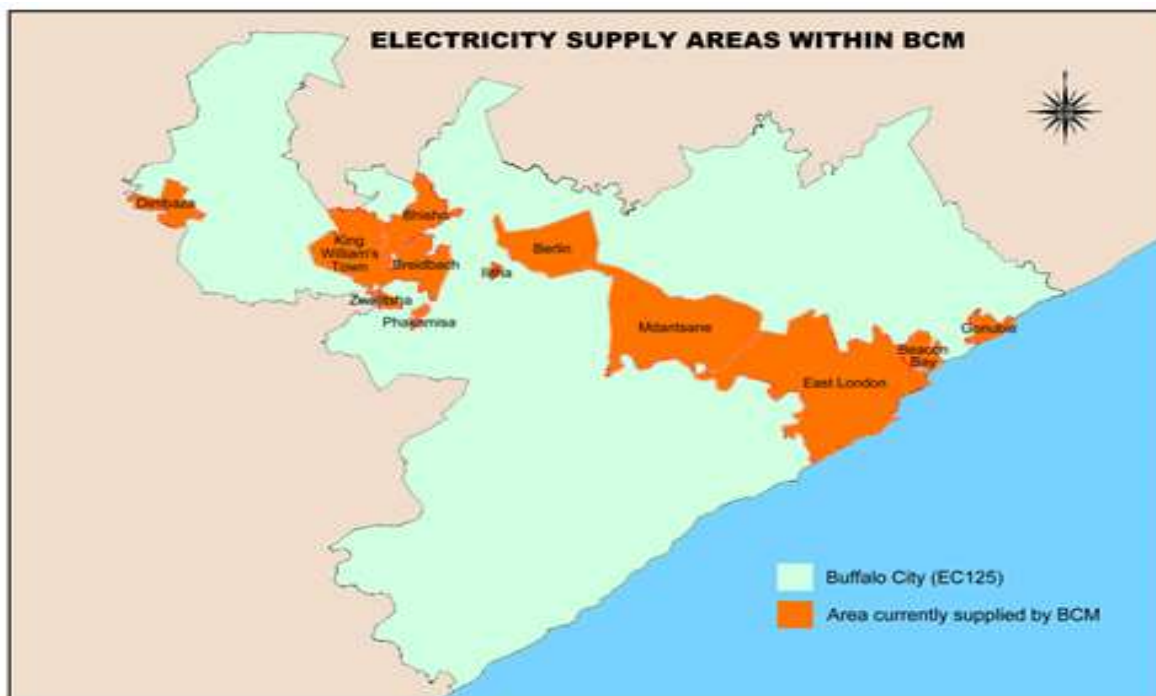 ELECTRICITY SUPPLY AREAS WITHIN BCM
Dimbaza
Bhisho
King
William's
Town
Breidbach
Berlin
Ilitha
Zwelitsha
Phakamisa
Mdantsane
Gonubie
Beacon
Bay
East London
Buffalo City (EC125)
Area currently supplied by BCM